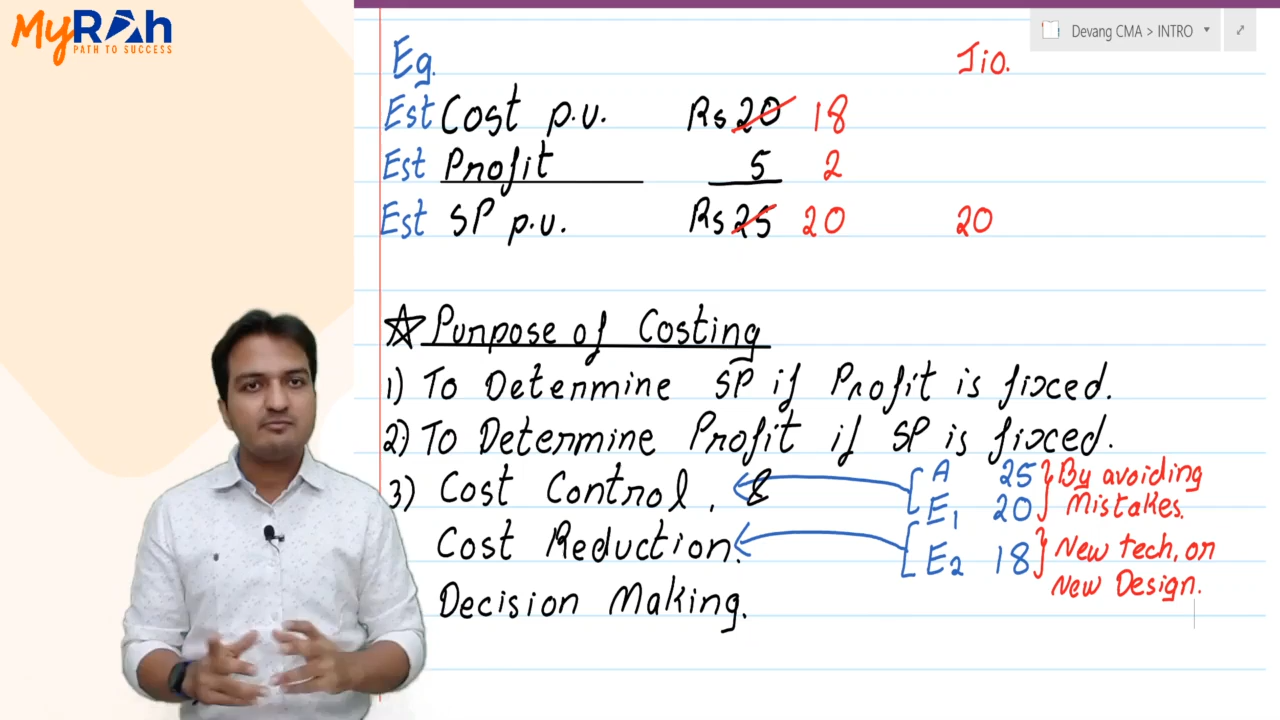 MyRAh
PATH TO SUCCESS
Devang CMA > INTRO
Eg.
Jio.
Est Cost p.u. Rs 20 18
Est Profit 5 2
Est SP p.u. Rs 25 20 20
Purpose of Costing
1) To Determine SP if Profit is fixed.
2) To Determine Profit if SP is fixed.
3) Cost Control. &
Cost Reduction.
Decision Making.
A 25
E1 20
E2 18
By avoiding
Mistakes.
New tech, or
New Design.